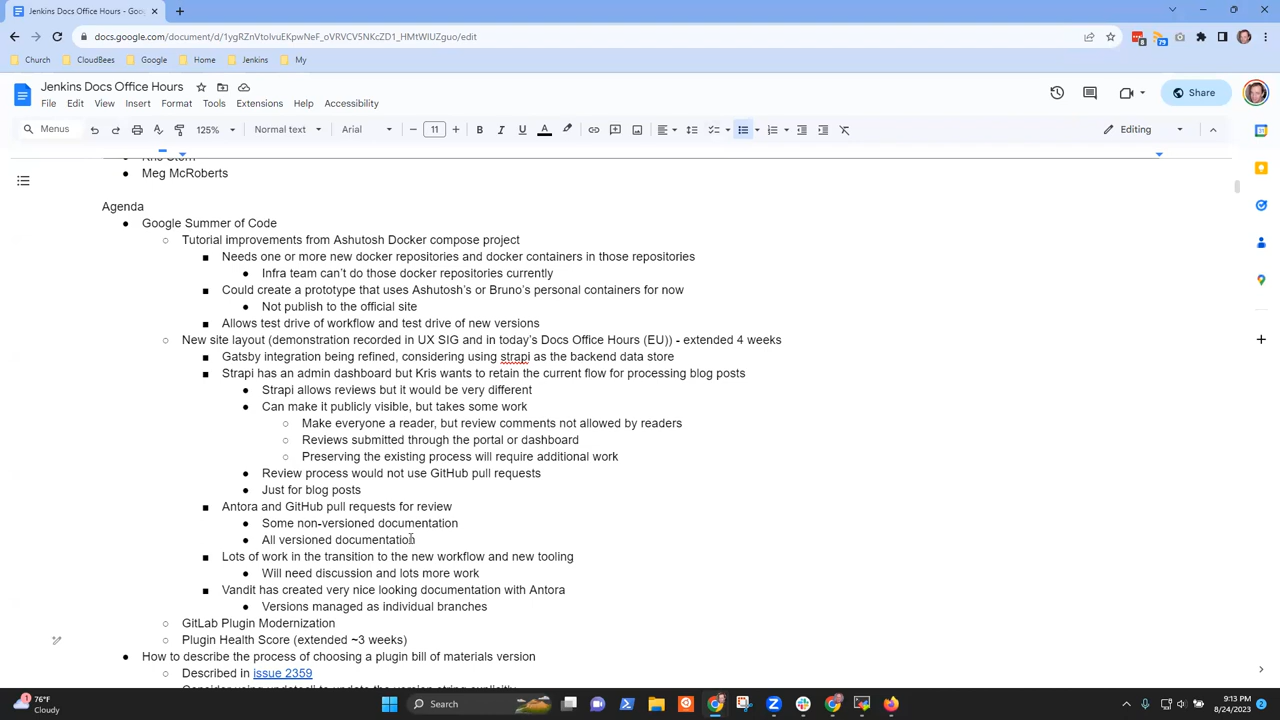 Jenkins Docs Office Hours - Goo
docs.google.com/document/d/1ygRZnVtoIvuEKpwNeF_oVRVCV5NKcZD1_HMtWIUZguo/edit
Church CloudBees Google Home Jenkins My
Jenkins Docs Office Hours
File Edit View Insert Format Tools Extensions Help Accessibility
Share
Menus 125% Normal text Arial 11 Editing
Meg McRoberts
Agenda
Google Summer of Code
Tutorial improvements from Ashutosh Docker compose project
Needs one or more new docker repositories and docker containers in those repositories
Infra team can't do those docker repositories currently
Could create a prototype that uses Ashutosh's or Bruno's personal containers for now
Not publish to the official site
Allows test drive of workflow and test drive of new versions
New site layout (demonstration recorded in UX SIG and in today's Docs Office Hours (EU)) - extended 4 weeks
Gatsby integration being refined, considering using strapi as the backend data store
Strapi has an admin dashboard but Kris wants to retain the current flow for processing blog posts
Strapi allows reviews but it would be very different
Can make it publicly visible, but takes some work
Make everyone a reader, but review comments not allowed by readers
Reviews submitted through the portal or dashboard
Preserving the existing process will require additional work
Review process would not use GitHub pull requests
Just for blog posts
Antora and GitHub pull requests for review
Some non-versioned documentation
All versioned documentation
Lots of work in the transition to the new workflow and new tooling
Will need discussion and lots more work
Vandit has created very nice looking documentation with Antora
Versions managed as individual branches
GitLab Plugin Modernization
Plugin Health Score (extended ~3 weeks)
How to describe the process of choosing a plugin bill of materials version
Described in issue 2359
76°F
Cloudy
Search
9:13 PM
8/24/2023